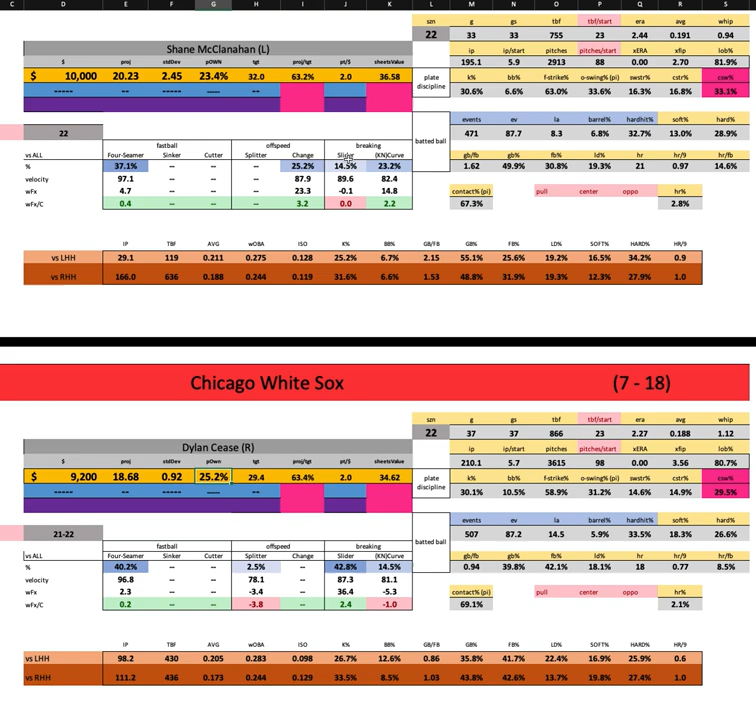 C D E F G H I J K L M N O P Q R S
szn g gs tbf tbf/start era avg whip
22 33 33 755 23 2.44 0.191 0.94
Shane McClanahan (L) ip ip/start pitches pitches/start xERA xfip lob%
195.1 5.9 2913 88 0.00 2.70 81.9%
$ proj stdDev pOWN tgt proj/tgt pt/$ sheetsValue
$ 10,000 20.23 2.45 23.4% 32.0 63.2% 2.0 36.58
plate discipline k% bb% f-strike% o-swing% (pi) swstr% cstr% csw%
30.6% 6.6% 63.0% 33.6% 16.3% 16.8% 33.1%
----- -- -- — --
batted ball events ev la barrel% hardhit% soft% hard%
22 471 87.7 8.3 6.8% 32.7% 13.0% 28.9%
fastball offspeed breaking
vs ALL Four-Seamer Sinker Cutter Splitter Change Slider (KN)Curve gb/fb gb% fb% ld% hr hr/9 hr/fb
% 37.1% -- -- -- 25.2% 14.5% 23.2% 1.62 49.9% 30.8% 19.3% 21 0.97 14.6%
velocity 97.1 -- -- -- 87.9 89.6 82.4
wFx 4.7 -- -- -- 23.3 -0.1 14.8 contact% (pi) pull center oppo hr%
wFx/C 0.4 -- -- -- 3.2 0.0 2.2 67.3% 2.8%
IP TBF AVG wOBA ISO K% BB% GB/FB GB% FB% LD% SOFT% HARD% HR/9
vs LHH 29.1 119 0.211 0.275 0.128 25.2% 6.7% 2.15 55.1% 25.6% 19.2% 16.5% 34.2% 0.9
vs RHH 166.0 636 0.188 0.244 0.119 31.6% 6.6% 1.53 48.8% 31.9% 19.3% 12.3% 27.9% 1.0
Chicago White Sox (7 - 18)
szn g gs tbf tbf/start era avg whip
22 37 37 866 23 2.27 0.188 1.12
Dylan Cease (R) ip ip/start pitches pitches/start xERA xfip lob%
210.1 5.7 3615 98 0.00 3.56 80.7%
$ proj stdDev pOwn tgt proj/tgt pt/$ sheetsValue
$ 9,200 18.68 0.92 25.2% 29.4 63.4% 2.0 34.62
plate discipline k% bb% f-strike% o-swing% (pi) swstr% cstr% csw%
30.1% 10.5% 58.9% 31.2% 14.6% 14.9% 29.5%
----- -- -- — --
batted ball events ev la barrel% hardhit% soft% hard%
21-22 507 87.2 14.5 5.9% 33.5% 18.3% 26.6%
fastball offspeed breaking
vs ALL Four-Seamer Sinker Cutter Splitter Change Slider (KN)Curve gb/fb gb% fb% ld% hr hr/9 hr/fb
% 40.2% -- -- 2.5% -- 42.8% 14.5% 0.94 39.8% 42.1% 18.1% 18 0.77 8.5%
velocity 96.8 -- -- 78.1 -- 87.3 81.1
wFx 2.3 -- -- -3.4 -- 36.4 -5.3 contact% (pi) pull center oppo hr%
wFx/C 0.2 -- -- -3.8 -- 2.4 -1.0 69.1% 2.1%
IP TBF AVG wOBA ISO K% BB% GB/FB GB% FB% LD% SOFT% HARD% HR/9
vs LHH 98.2 430 0.205 0.283 0.098 26.7% 12.6% 0.86 35.8% 41.7% 22.4% 16.9% 25.9% 0.6
vs RHH 111.2 436 0.173 0.244 0.129 33.5% 8.5% 1.03 43.8% 42.6% 13.7% 19.8% 27.4% 1.0